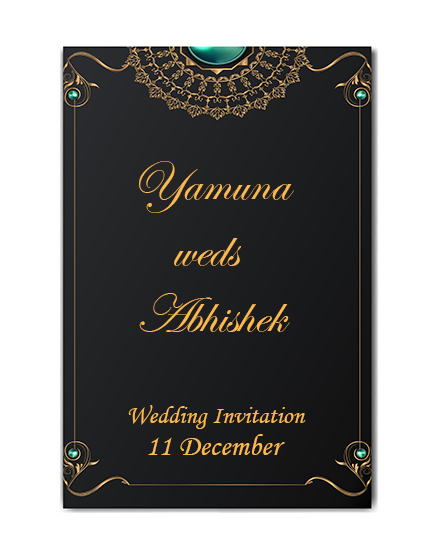 Yamuna
weds
Abhishek
Wedding Invitation
11 December